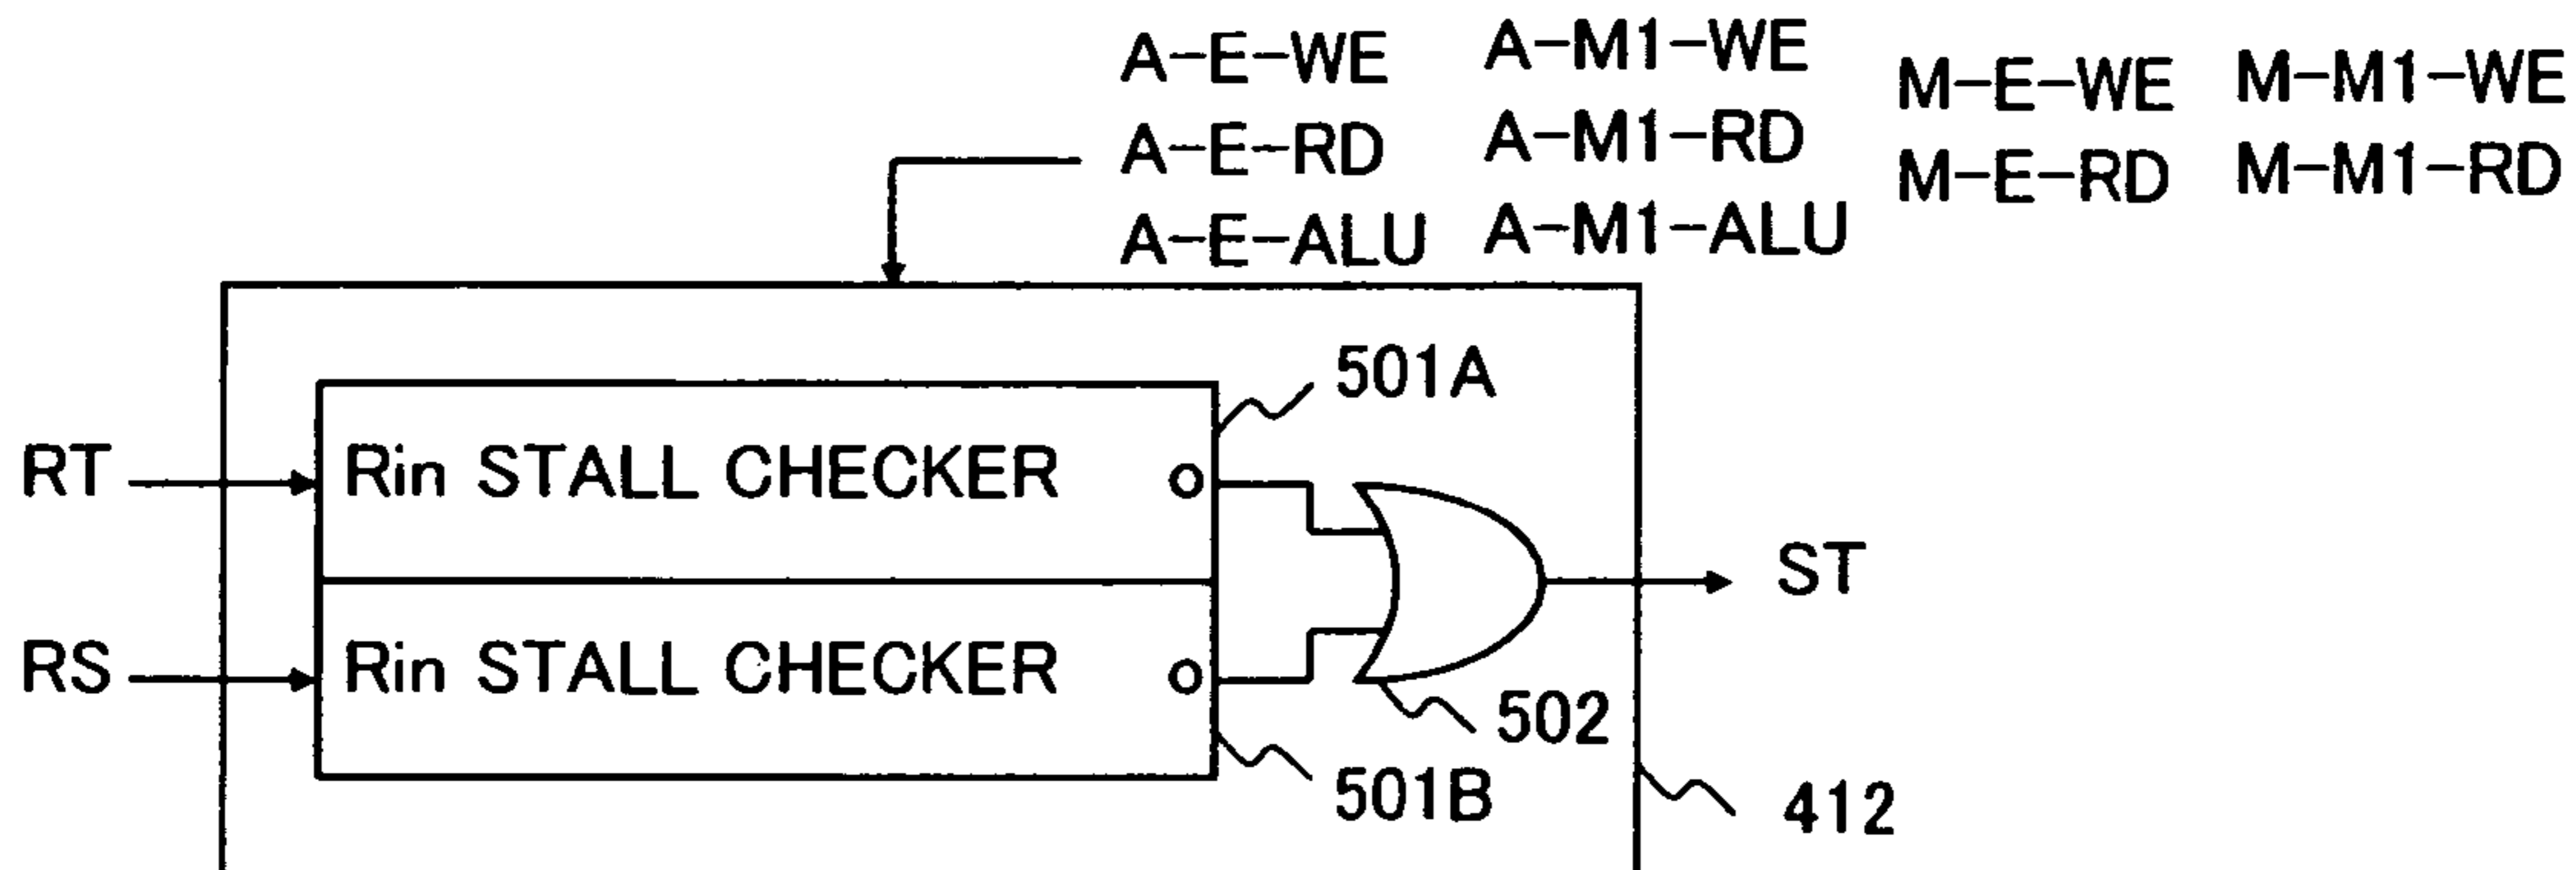 A-E-WE A-M1-WE M-E-WE M-M1-WE
A-E-RD A-M1-RD M-E-RD M-M1-RD
A-E-ALU A-M1-ALU
501A
RT Rin STALL CHECKER o
ST
RS Rin STALL CHECKER o
502
501B
412